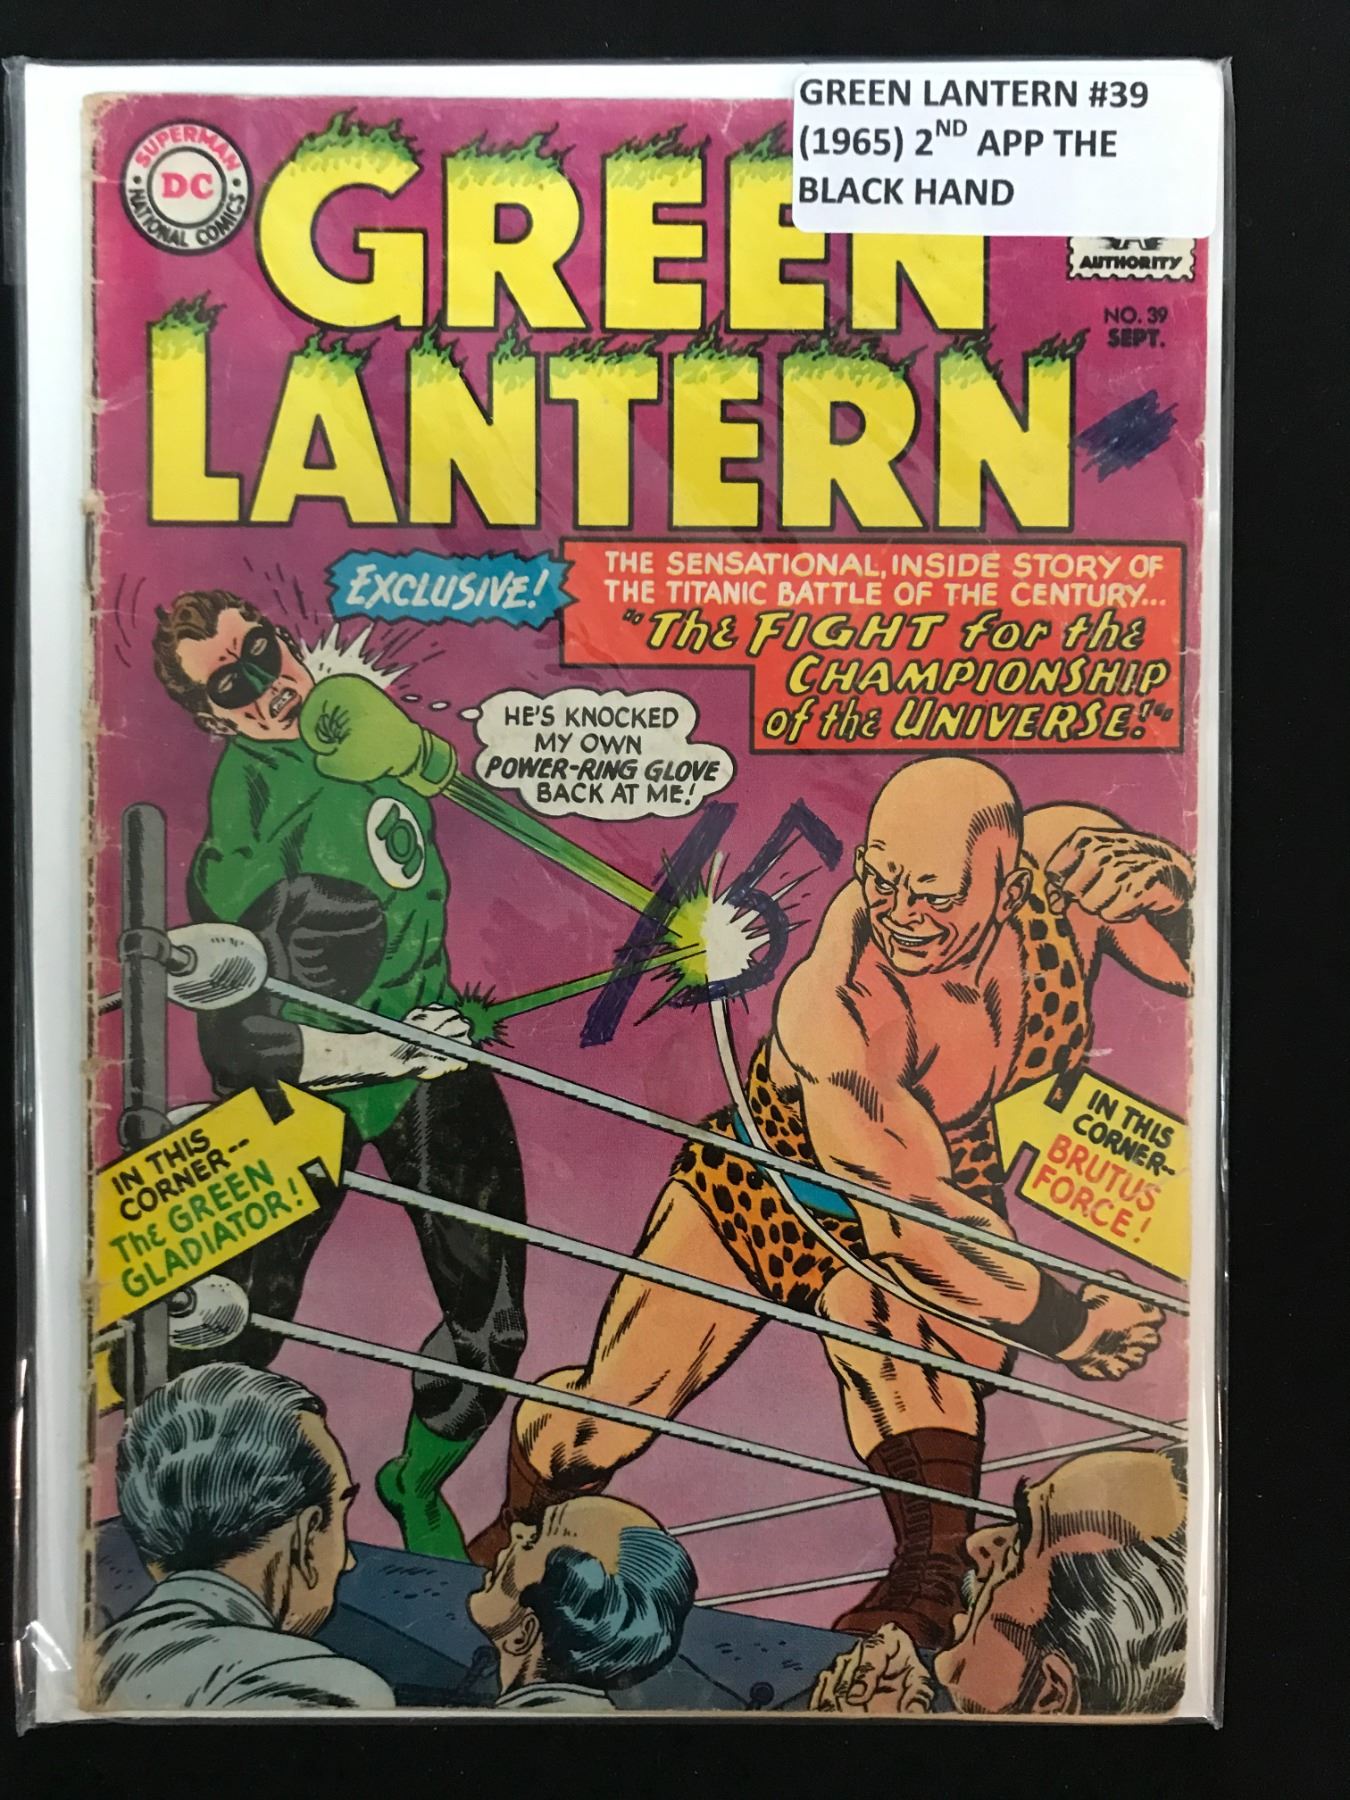 GREEN LANTERN #39
(1965) 2ND APP THE
BLACK HAND
SUPERMAN
DC
NATIONAL COMICS
GREEN
LANTERN
AUTHORITY
NO. 39
SEPT.
EXCLUSIVE!
THE SENSATIONAL, INSIDE STORY OF
THE TITANIC BATTLE OF THE CENTURY...
"The FIGHT for the
CHAMPIONSHIP
of the UNIVERSE!"
HE'S KNOCKED
MY OWN
POWER-RING GLOVE
BACK AT ME!
15
IN THIS
CORNER--
The GREEN
GLADIATOR!
IN THIS
CORNER--
BRUTUS
FORCE!